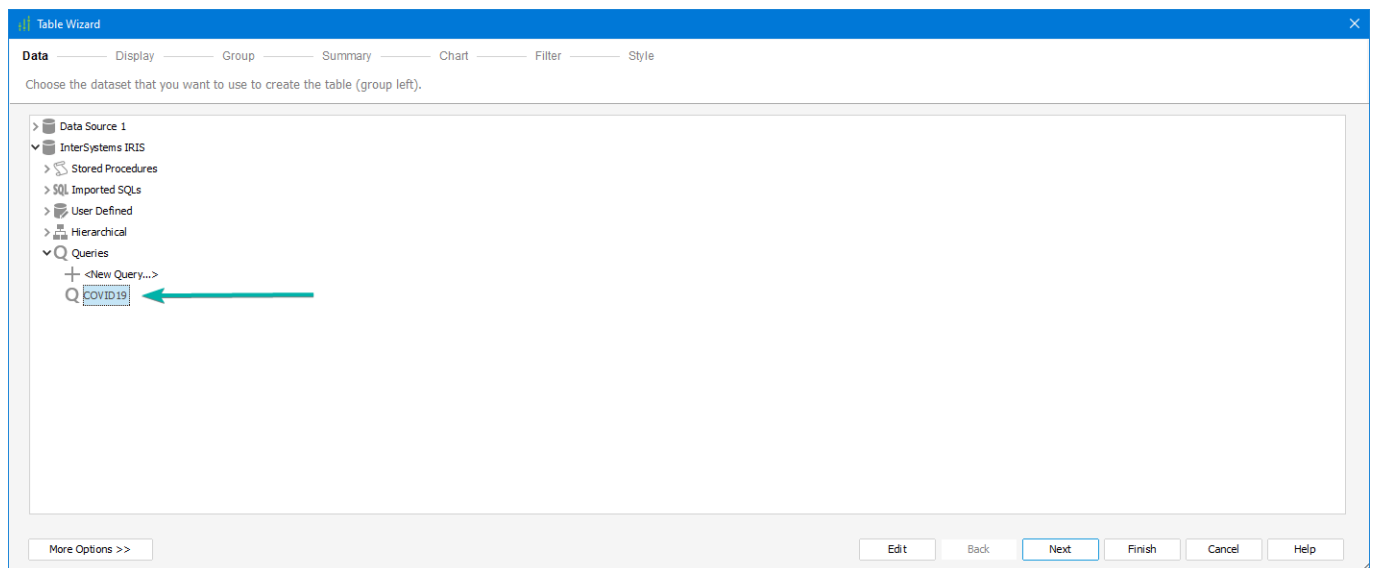 Table Wizard
Data Display Group Summary Chart Filter Style
Choose the dataset that you want to use to create the table (group left).
Data Source 1
InterSystems IRIS
Stored Procedures
SQL Imported SQLs
User Defined
Hierarchical
Q Queries
<New Query...>
Q COVID19
More Options >> Edit Back Next Finish Cancel Help